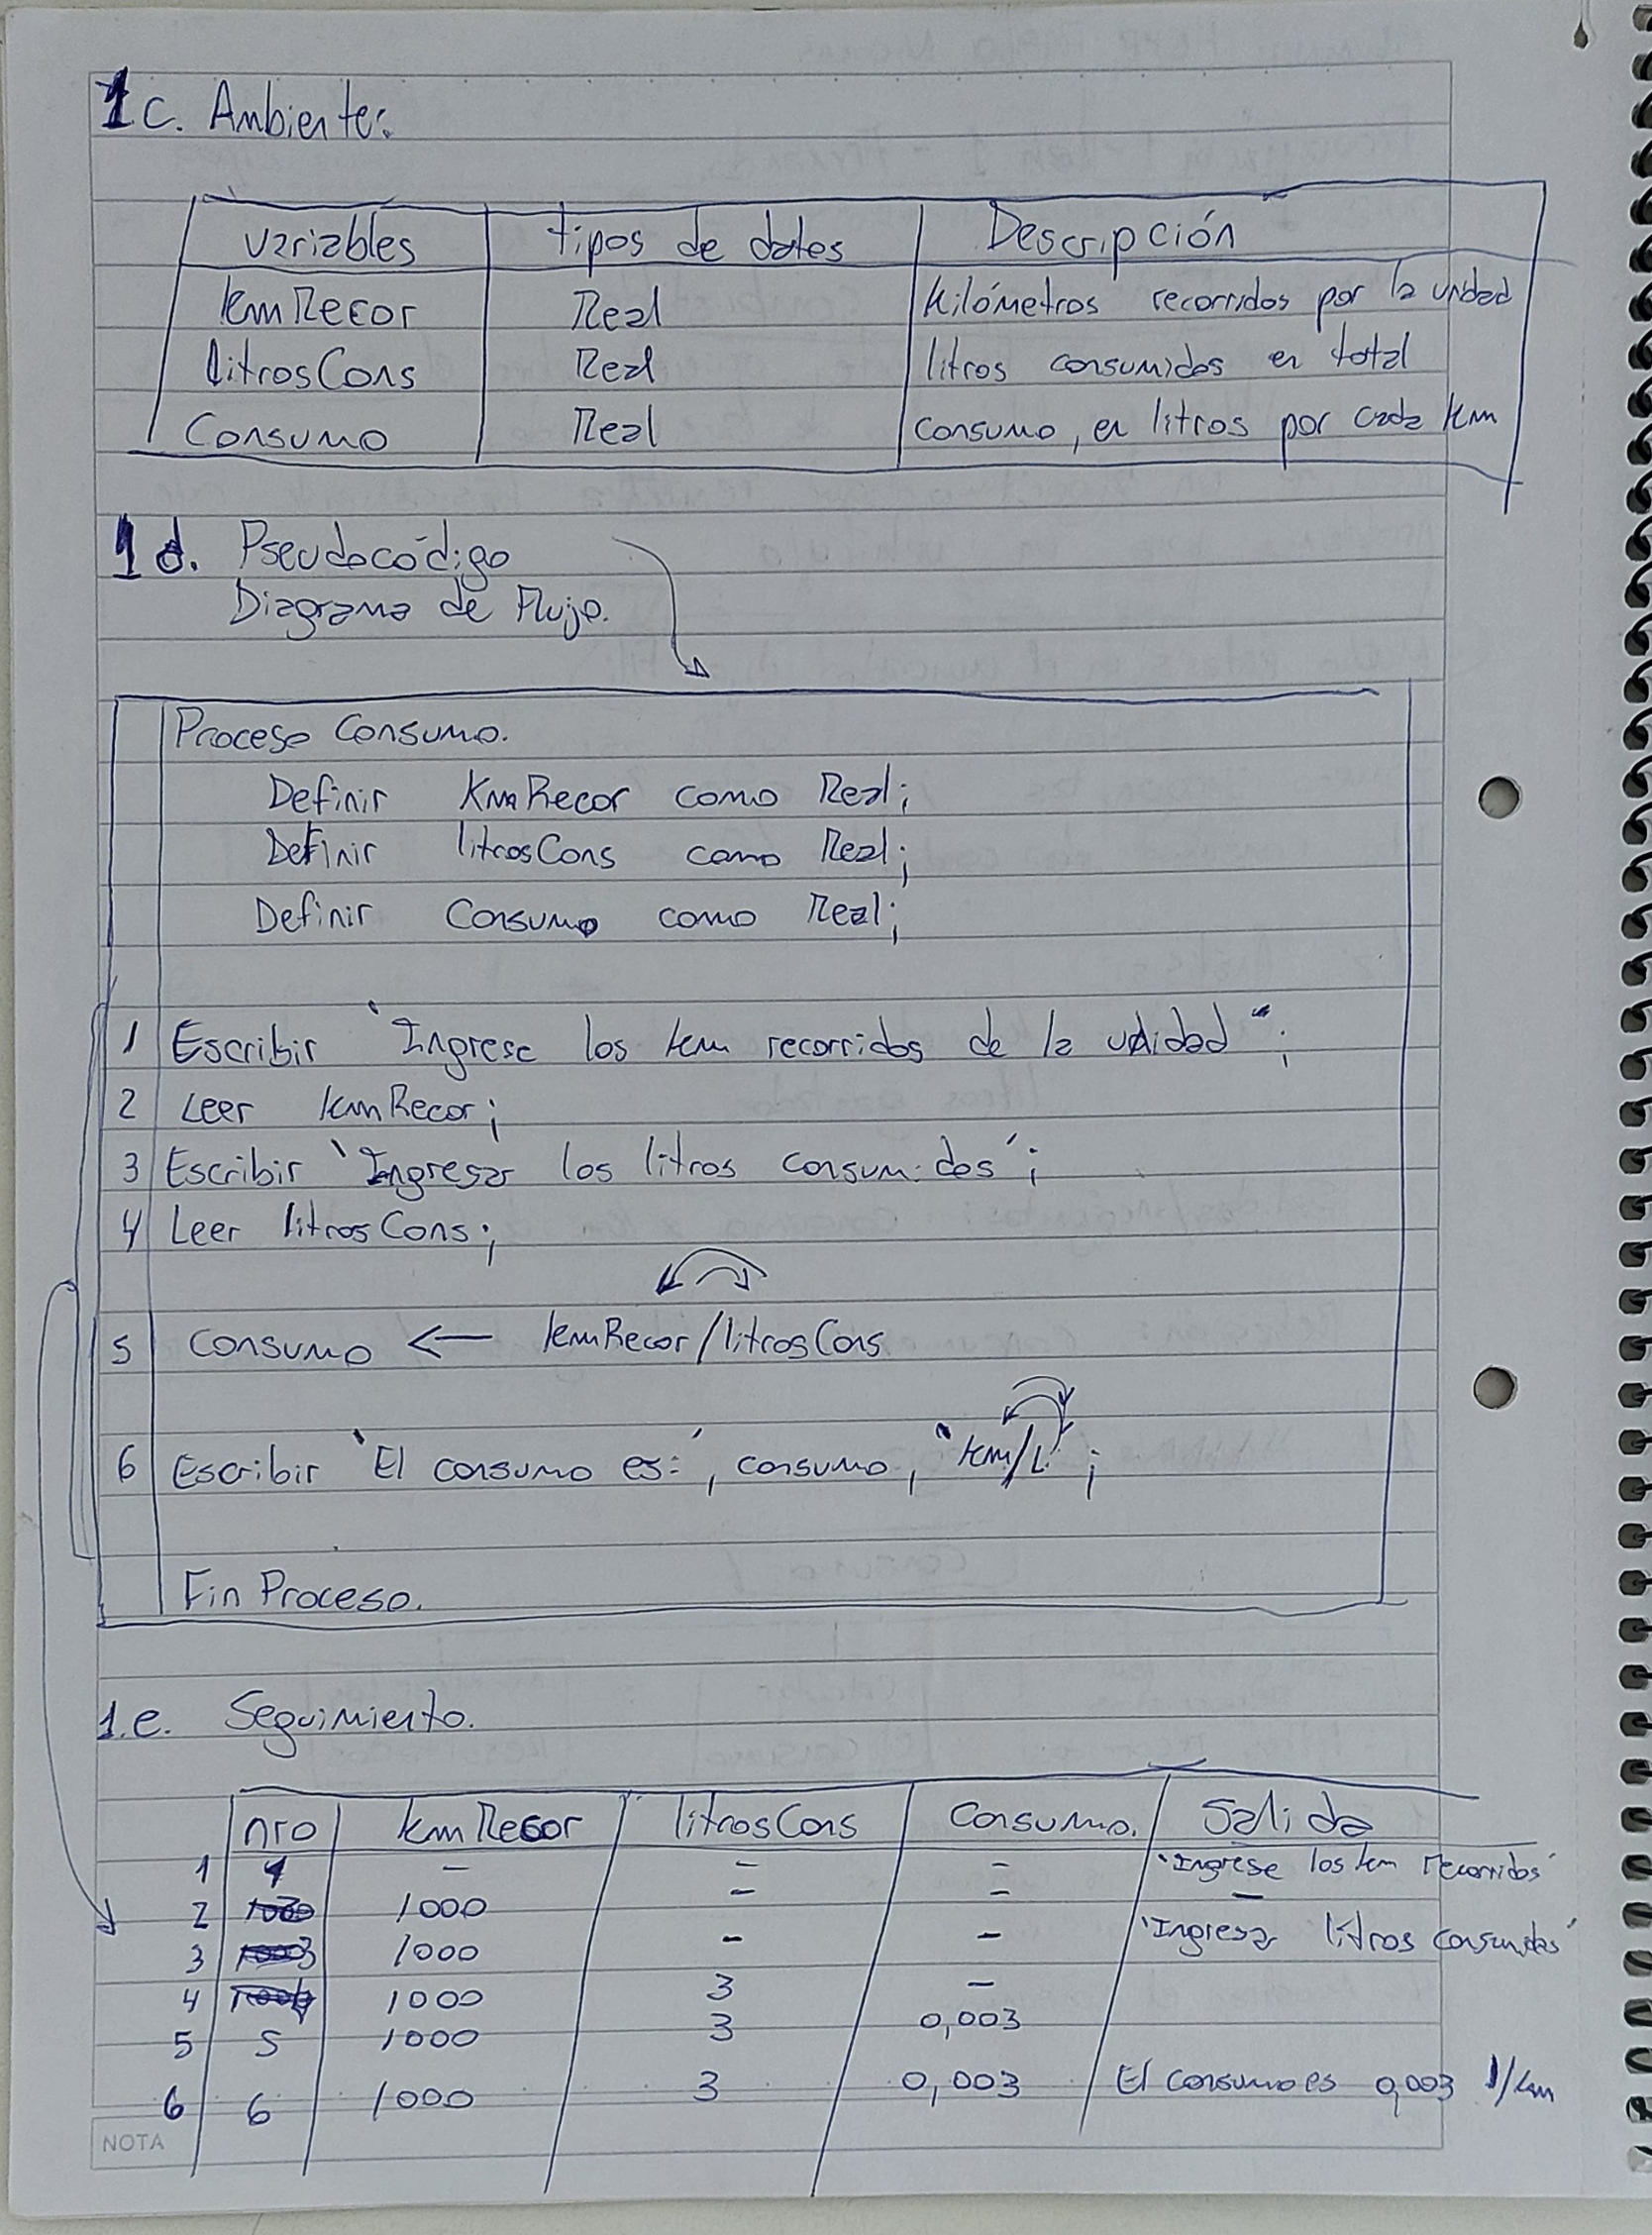 1c. Ambiente:
variables tipos de datos Descripción
kmRecor Real Kilómetros recorridos por la unidad
litrosCons Real litros consumidos en total
Consumo Real consumo, en litros por cada km
1d. Pseudocódigo
Diagrama de Flujo.
Proceso Consumo.
Definir KmRecor como Real;
Definir litrosCons como Real;
Definir Consumo como Real;
1 Escribir "Ingrese los km recorridos de la unidad";
2 Leer kmRecor;
3 Escribir 'Ingresar los litros consumidos';
4 Leer litrosCons;
5 consumo ← kmRecor/litrosCons
6 Escribir 'El consumo es:', consumo, "km/L";
Fin Proceso.
1.e. Seguimiento.
nro kmRecor litrosCons Consumo. Salida
1 1 – – – 'Ingrese los km recorridos'
2 1000 – – –
3 1000 – – 'Ingresar litros consumidos'
4 1000 3 –
5 5 1000 3 0,003
6 6 1000 3 0,003 El consumo es 0,003 l/km
NOTA